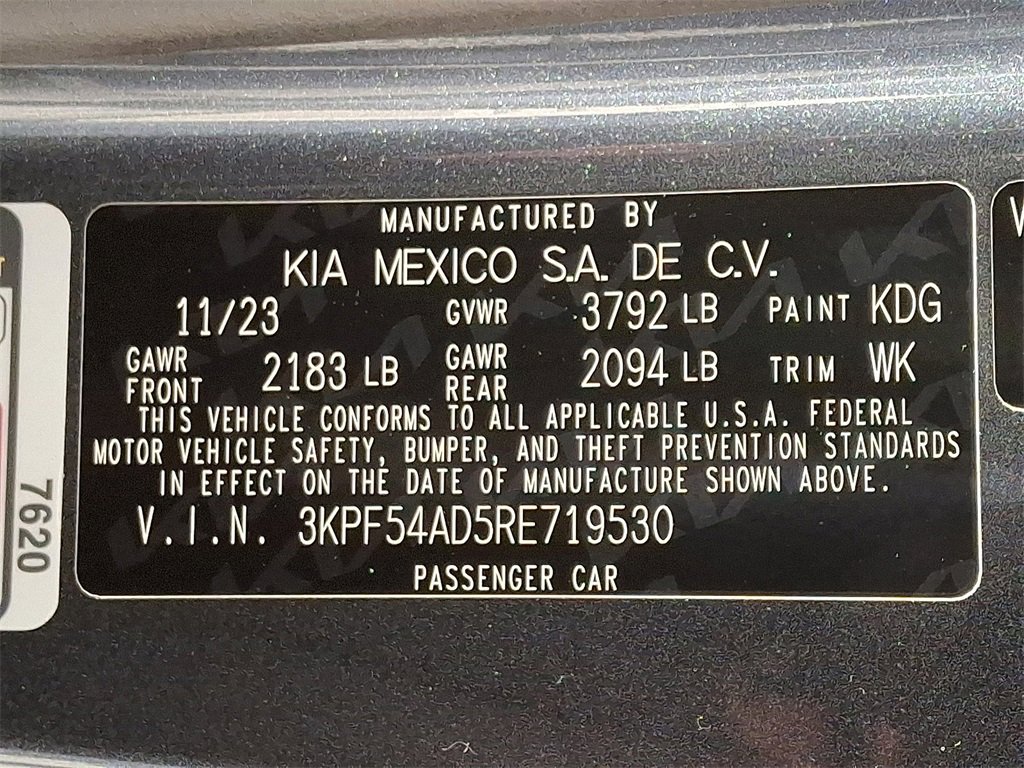 MANUFACTURED BY
KIA MEXICO S.A. DE C.V.
11/23 GVWR 3792 LB PAINT KDG
GAWR FRONT 2183 LB GAWR REAR 2094 LB TRIM WK
THIS VEHICLE CONFORMS TO ALL APPLICABLE U.S.A. FEDERAL
MOTOR VEHICLE SAFETY, BUMPER, AND THEFT PREVENTION STANDARDS
IN EFFECT ON THE DATE OF MANUFACTURE SHOWN ABOVE.
V.I.N. 3KPF54AD5RE719530
PASSENGER CAR
7620